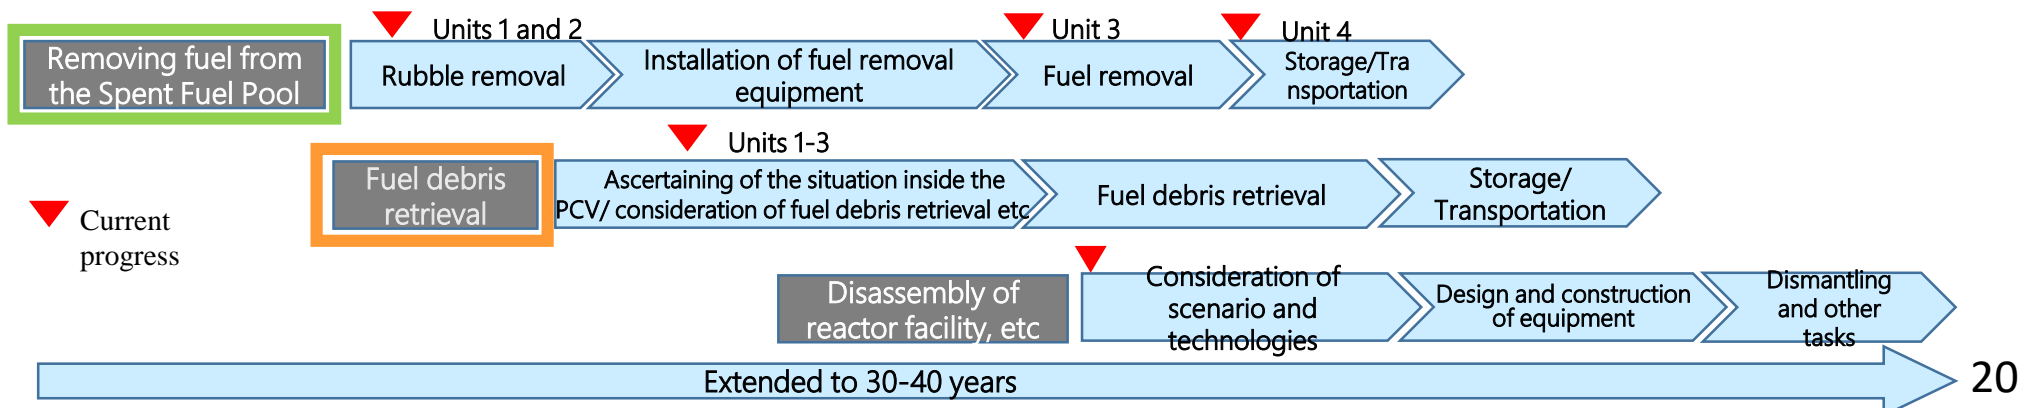 Units 1 and 2
Unit 3
Unit 4
Removing fuel from
the Spent Fuel Pool
Rubble removal
Installation of fuel removal
equipment
Fuel removal
Storage/Tra
nsportation
Units 1-3
Fuel debris
retrieval
Ascertaining of the situation inside the
PCV/ consideration of fuel debris retrieval etc
Fuel debris retrieval
Storage/
Transportation
Current
progress
Disassembly of
reactor facility, etc
Consideration of
scenario and
technologies
Design and construction
of equipment
Dismantling
and other
tasks
Extended to 30-40 years
20